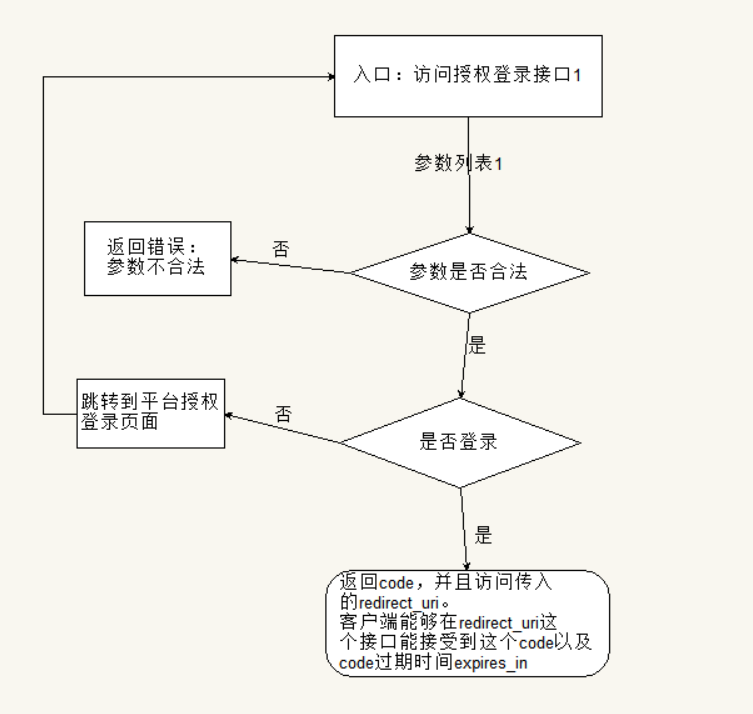 入口：访问授权登录接口1
参数列表1
返回错误：
参数不合法
否
参数是否合法
是
跳转到平台授权
登录页面
否
是否登录
是
返回code，并且访问传入
的redirect_uri。
客户端能够在redirect_uri这
个接口能接受到这个code以及
code过期时间expires_in